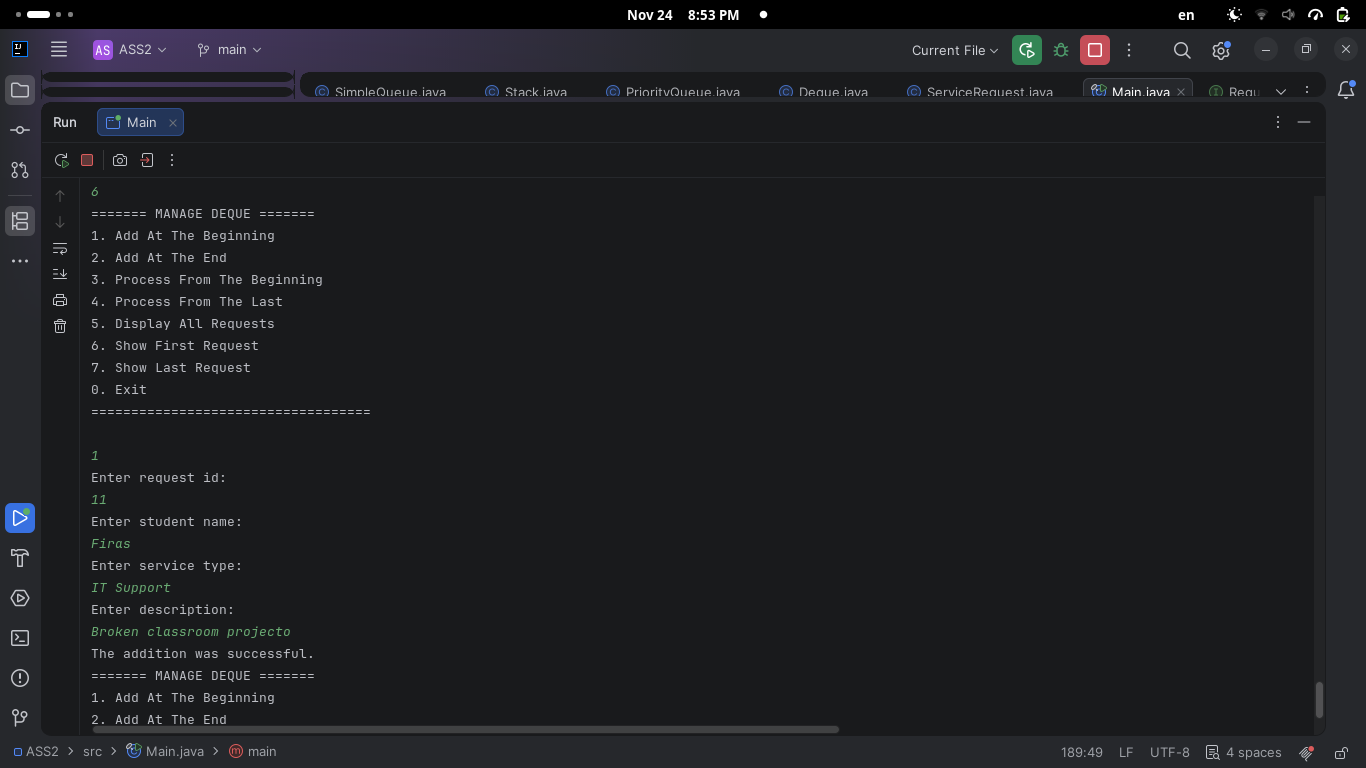 Nov 24 8:53 PM
en
AS ASS2
main
Current File
SimpleQueue.java
Stack.java
PriorityQueue.java
Deque.java
ServiceRequest.java
Main.java
Requ
Run
Main
6
======= MANAGE DEQUE =======
1. Add At The Beginning
2. Add At The End
3. Process From The Beginning
4. Process From The Last
5. Display All Requests
6. Show First Request
7. Show Last Request
0. Exit
===================================
1
Enter request id:
11
Enter student name:
Firas
Enter service type:
IT Support
Enter description:
Broken classroom projecto
The addition was successful.
======= MANAGE DEQUE =======
1. Add At The Beginning
2. Add At The End
ASS2 > src > Main.java > main
189:49 LF UTF-8 4 spaces